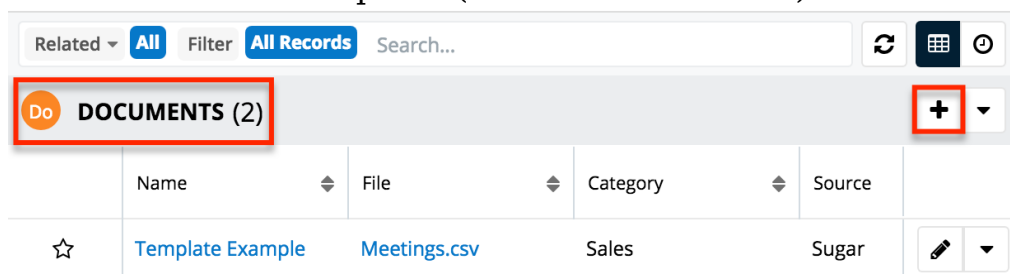 Related All Filter All Records Search...
Do DOCUMENTS (2)
Name File Category Source
Template Example Meetings.csv Sales Sugar